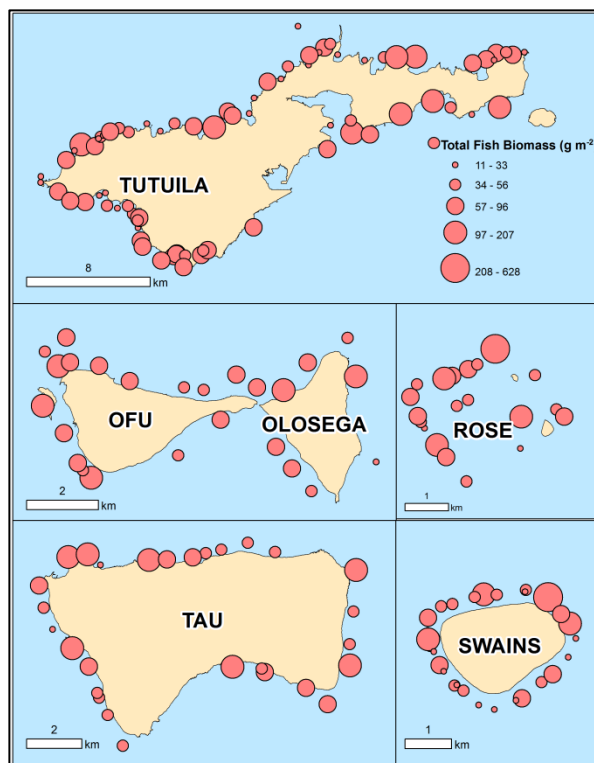 TUTUILA
Total Fish Biomass (g m-2
11 - 33
34 - 56
57 - 96
97 - 207
208 - 628
8
km
OFU
OLOSEGA
2
km
ROSE
1
km
TAU
2
km
SWAINS
1
km